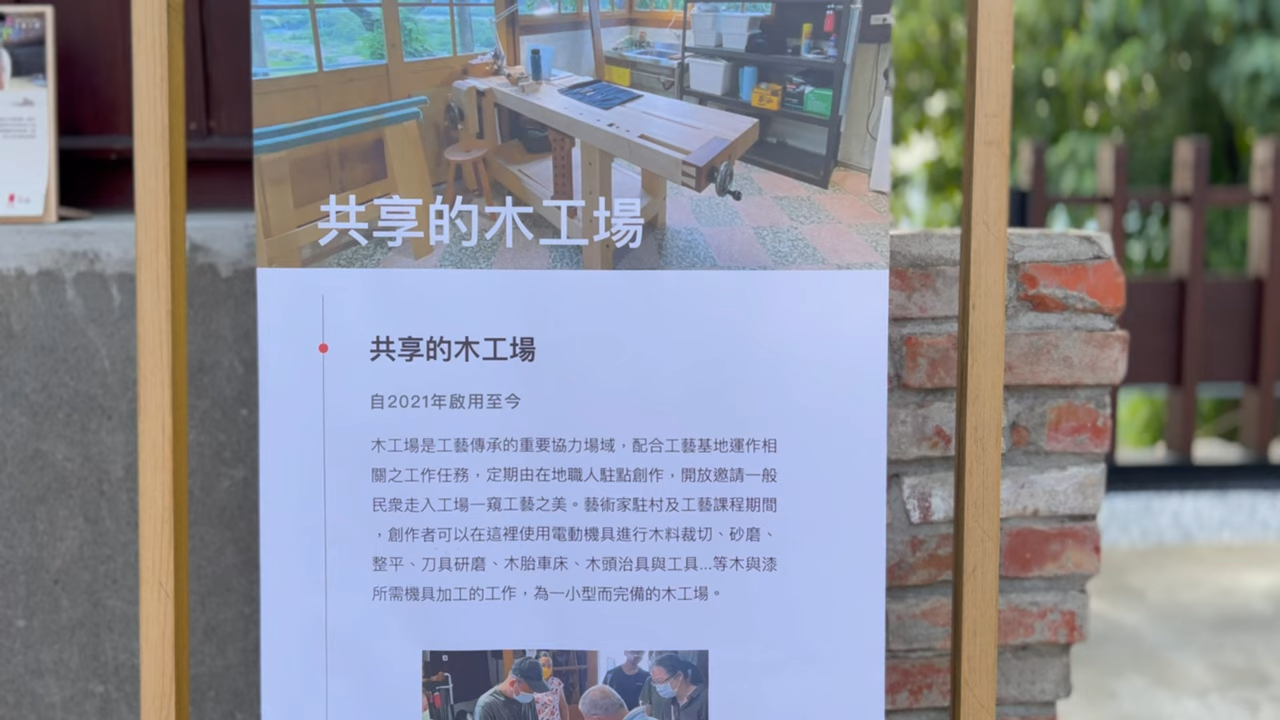 共享的木工場
共享的木工場
自2021年啟用至今
木工場是工藝傳承的重要協力場域，配合工藝基地運作相
關之工作任務，定期由在地職人駐點創作，開放邀請一般
民衆走入工場一窺工藝之美。藝術家駐村及工藝課程期間
，創作者可以在這裡使用電動機具進行木料裁切、砂磨、
整平、刀具研磨、木胎車床、木頭治具與工具...等木與漆
所需機具加工的工作，為一小型而完備的木工場。